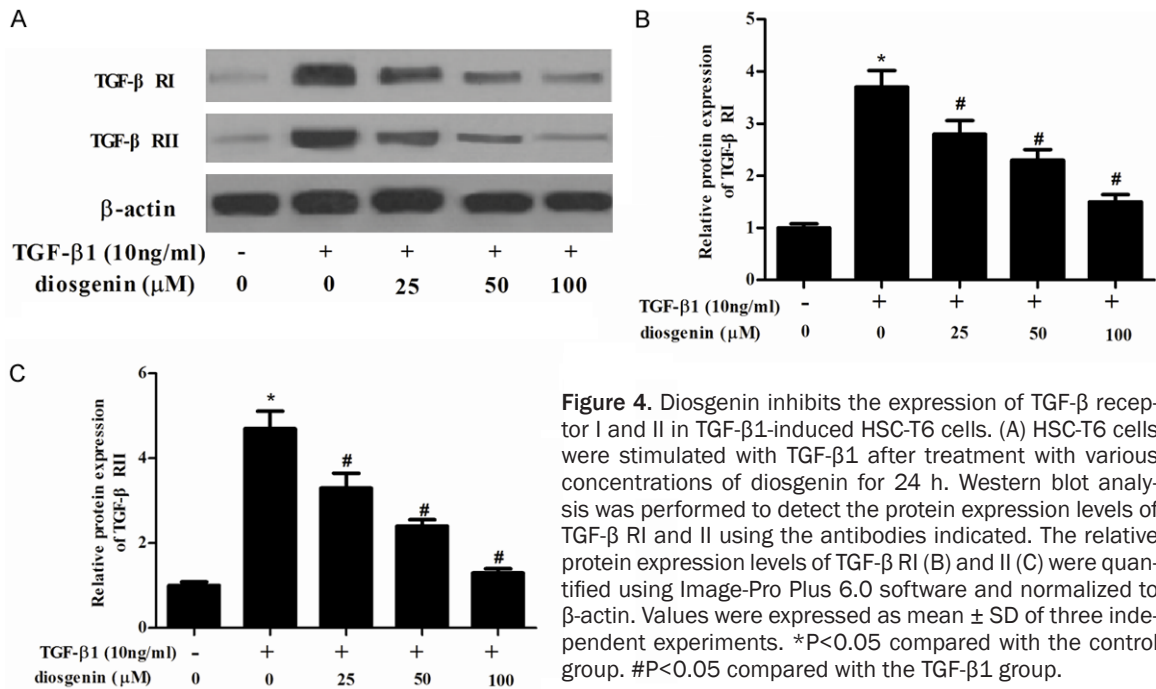 A
TGF-β RI
TGF-β RII
β-actin
TGF-β1 (10ng/ml) - + + + +
diosgenin (μM) 0 0 25 50 100
B
Relative protein expression
of TGF-β RI
5
4
3
2
1
0
*
#
#
#
TGF-β1 (10ng/ml) - + + + +
diosgenin (μM) 0 0 25 50 100
C
Relative protein expression
of TGF-β RII
6
4
2
0
*
#
#
#
TGF-β1 (10ng/ml) - + + + +
diosgenin (μM) 0 0 25 50 100
Figure 4. Diosgenin inhibits the expression of TGF-β recep-
tor I and II in TGF-β1-induced HSC-T6 cells. (A) HSC-T6 cells
were stimulated with TGF-β1 after treatment with various
concentrations of diosgenin for 24 h. Western blot analy-
sis was performed to detect the protein expression levels of
TGF-β RI and II using the antibodies indicated. The relative
protein expression levels of TGF-β RI (B) and II (C) were quan-
tified using Image-Pro Plus 6.0 software and normalized to
β-actin. Values were expressed as mean ± SD of three inde-
pendent experiments. *P<0.05 compared with the control
group. #P<0.05 compared with the TGF-β1 group.